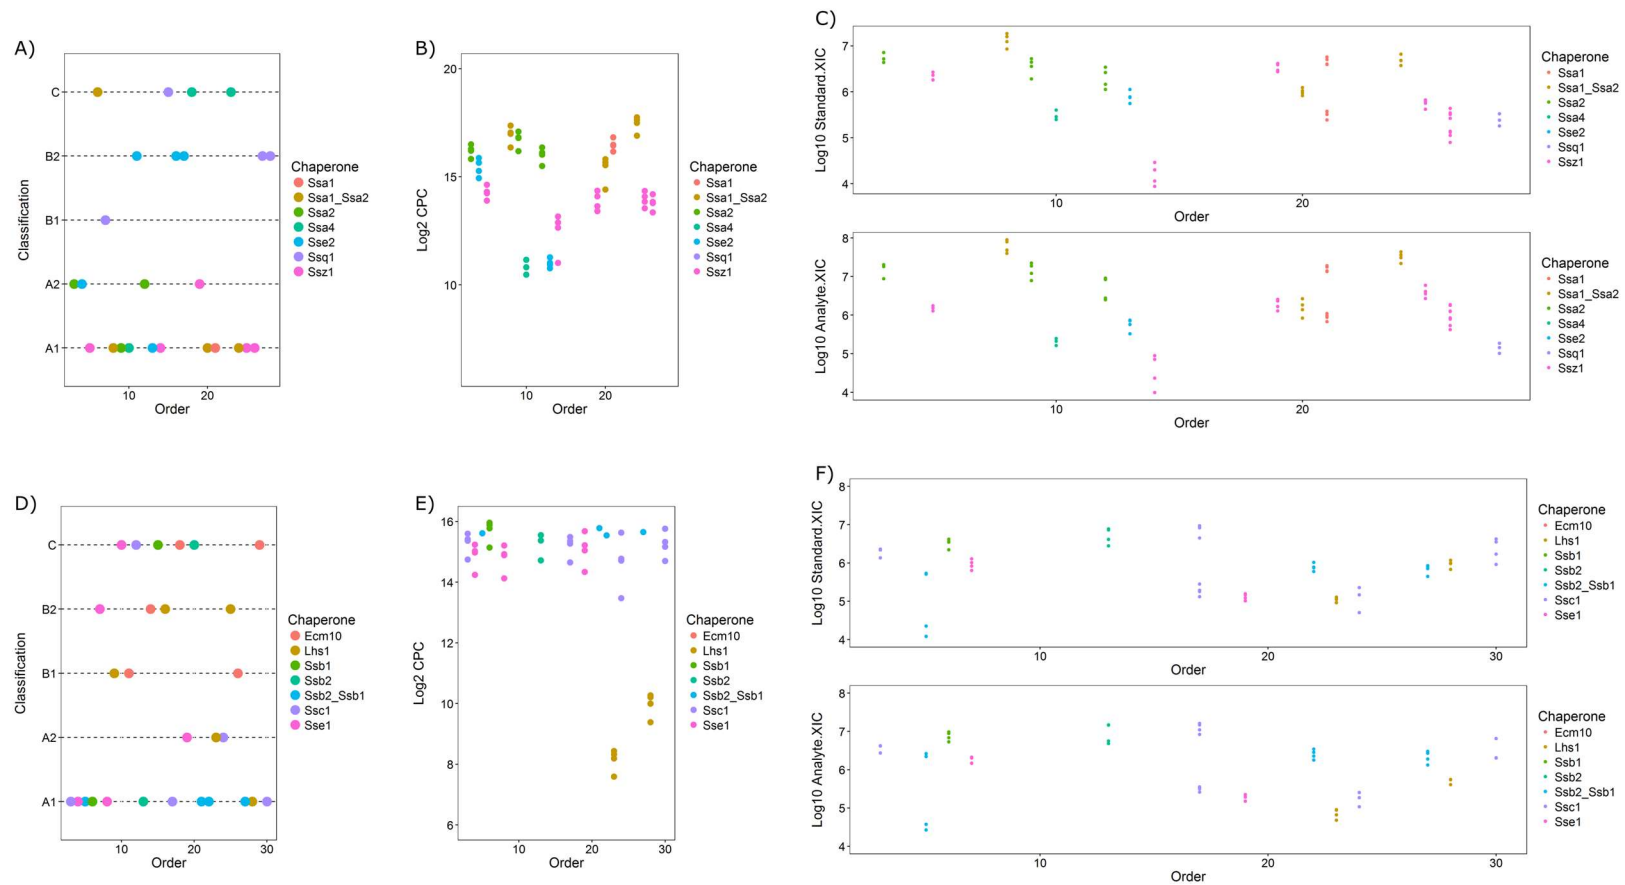 A)
Classification
C
B2
B1
A2
A1
10 20
Order
Chaperone
Ssa1
Ssa1_Ssa2
Ssa2
Ssa4
Sse2
Ssq1
Ssz1
B)
Log2 CPC
20
15
10
10 20
Order
Chaperone
Ssa1
Ssa1_Ssa2
Ssa2
Ssa4
Sse2
Ssq1
Ssz1
C)
Log10 Standard.XIC
7
6
5
4
10 20
Order
Chaperone
Ssa1
Ssa1_Ssa2
Ssa2
Ssa4
Sse2
Ssq1
Ssz1
Log10 Analyte.XIC
8
7
6
5
4
10 20
Order
Chaperone
Ssa1
Ssa1_Ssa2
Ssa2
Ssa4
Sse2
Ssq1
Ssz1
D)
Classification
C
B2
B1
A2
A1
10 20 30
Order
Chaperone
Ecm10
Lhs1
Ssb1
Ssb2
Ssb2_Ssb1
Ssc1
Sse1
E)
Log2 CPC
16
14
12
10
8
6
10 20 30
Order
Chaperone
Ecm10
Lhs1
Ssb1
Ssb2
Ssb2_Ssb1
Ssc1
Sse1
F)
Log10 Standard.XIC
8
7
6
5
4
10 20 30
Order
Chaperone
Ecm10
Lhs1
Ssb1
Ssb2
Ssb2_Ssb1
Ssc1
Sse1
Log10 Analyte.XIC
8
7
6
5
4
10 20 30
Order
Chaperone
Ecm10
Lhs1
Ssb1
Ssb2
Ssb2_Ssb1
Ssc1
Sse1